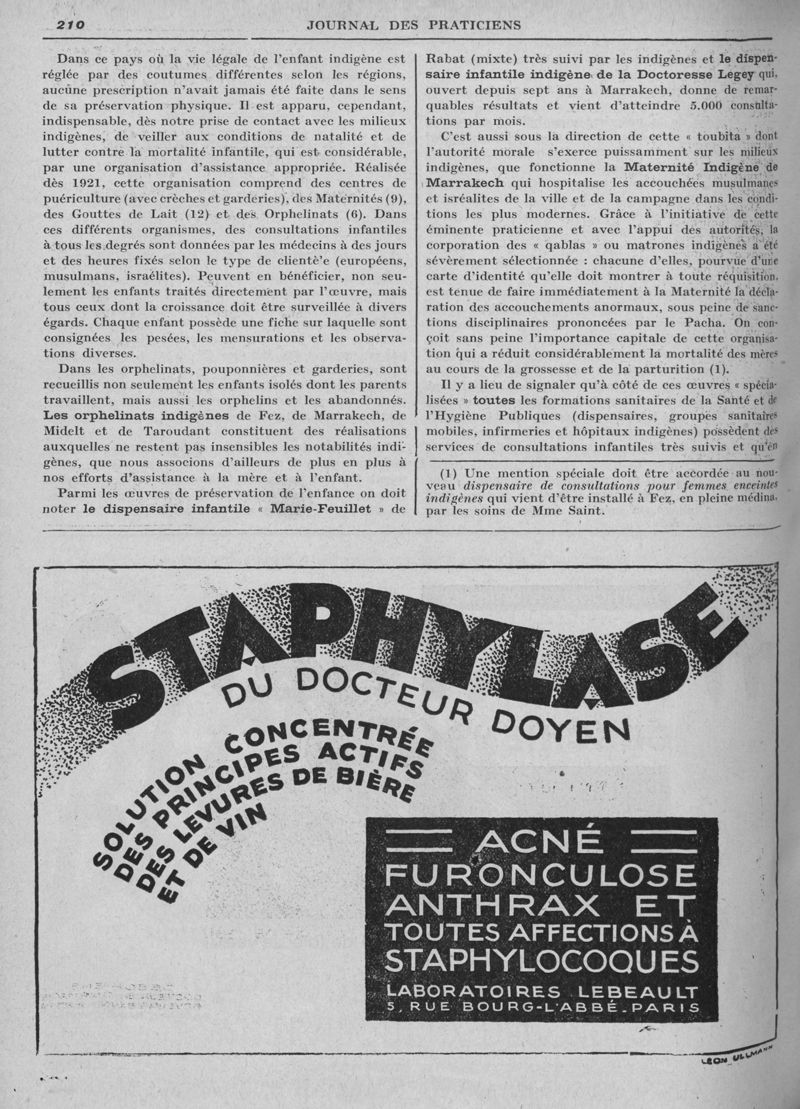 210
JOURNAL DES PRATICIENS
Dans ce pays où la vie légale de l'enfant indigène est
réglée par des coutumes différentes selon les régions,
aucune prescription n'avait jamais été faite dans le sens
de sa préservation physique. Il est apparu, cependant,
indispensable, dès notre prise de contact avec les milieux
indigènes, de veiller aux conditions de natalité et de
lutter contre la mortalité infantile, qui est considérable,
par une organisation d'assistance appropriée. Réalisée
dès 1921, cette organisation comprend des centres de
puériculture (avec crèches et garderies), des Maternités (9),
des Gouttes de Lait (12) et des Orphelinats (6). Dans
ces différents organismes, des consultations infantiles
à tous les degrés sont données par les médecins à des jours
et des heures fixés selon le type de clientè'e (européens,
musulmans, israélites). Peuvent en bénéficier, non seu-
lement les enfants traités directement par l'œuvre, mais
tous ceux dont la croissance doit être surveillée à divers
égards. Chaque enfant possède une fiche sur laquelle sont
consignées les pesées, les mensurations et les observa-
tions diverses.
Dans les orphelinats, pouponnières et garderies, sont
recueillis non seulement les enfants isolés dont les parents
travaillent, mais aussi les orphelins et les abandonnés.
Les orphelinats indigènes de Fez, de Marrakech, de
Midelt et de Taroudant constituent des réalisations
auxquelles ne restent pas insensibles les notabilités indi-
gènes, que nous associons d'ailleurs de plus en plus à
nos efforts d'assistance à la mère et à l'enfant.
Parmi les œuvres de préservation de l'enfance on doit
noter le dispensaire infantile « Marie-Feuillet » de
Rabat (mixte) très suivi par les indigènes et le dispen-
saire infantile indigène de la Doctoresse Legey qui,
ouvert depuis sept ans à Marrakech, donne de remar-
quables résultats et vient d'atteindre 5.000 consulta-
tions par mois.
C'est aussi sous la direction de cette « toubita » dont
l'autorité morale s'exerce puissamment sur les milieux
indigènes, que fonctionne la Maternité Indigène de
Marrakech qui hospitalise les accouchées musulmanes
et isréalites de la ville et de la campagne dans les condi-
tions les plus modernes. Grâce à l'initiative de cette
éminente praticienne et avec l'appui des autorités, la
corporation des « qablas » ou matrones indigènes a été
sévèrement sélectionnée : chacune d'elles, pourvue d'une
carte d'identité qu'elle doit montrer à toute réquisition,
est tenue de faire immédiatement à la Maternité la décla-
ration des accouchements anormaux, sous peine de sanc-
tions disciplinaires prononcées par le Pacha. On con-
çoit sans peine l'importance capitale de cette organisa-
tion qui a réduit considérablement la mortalité des mères
au cours de la grossesse et de la parturition (1).
Il y a lieu de signaler qu'à côté de ces œuvres « spécia-
lisées » toutes les formations sanitaires de la Santé et de
l'Hygiène Publiques (dispensaires, groupes sanitaires
mobiles, infirmeries et hôpitaux indigènes) possèdent des
services de consultations infantiles très suivis et qu'en
(1) Une mention spéciale doit être accordée au nou-
veau dispensaire de consultations pour femmes enceintes
indigènes qui vient d'être installé à Fez, en pleine médina,
par les soins de Mme Saint.
STAPHYLASE
DU DOCTEUR DOYEN
SOLUTION CONCENTRÉE
DES PRINCIPES ACTIFS
DES LEVURES DE BIÈRE
ET DE VIN
ACNÉ
FURONCULOSE
ANTHRAX ET
TOUTES AFFECTIONS À
STAPHYLOCOQUES
LABORATOIRES LEBEAULT
5, RUE BOURG-L'ABBÉ-PARIS
LÉON ULLMANN